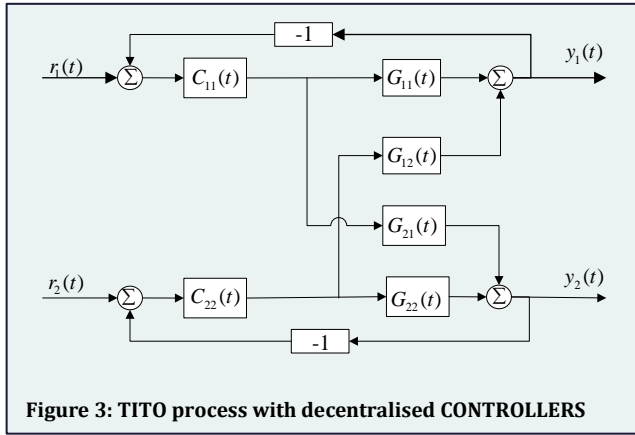 -1
r₁(t)
Σ
C₁₁(t)
G₁₁(t)
Σ
y₁(t)
G₁₂(t)
G₂₁(t)
r₂(t)
Σ
C₂₂(t)
G₂₂(t)
Σ
y₂(t)
-1
Figure 3: TITO process with decentralised CONTROLLERS